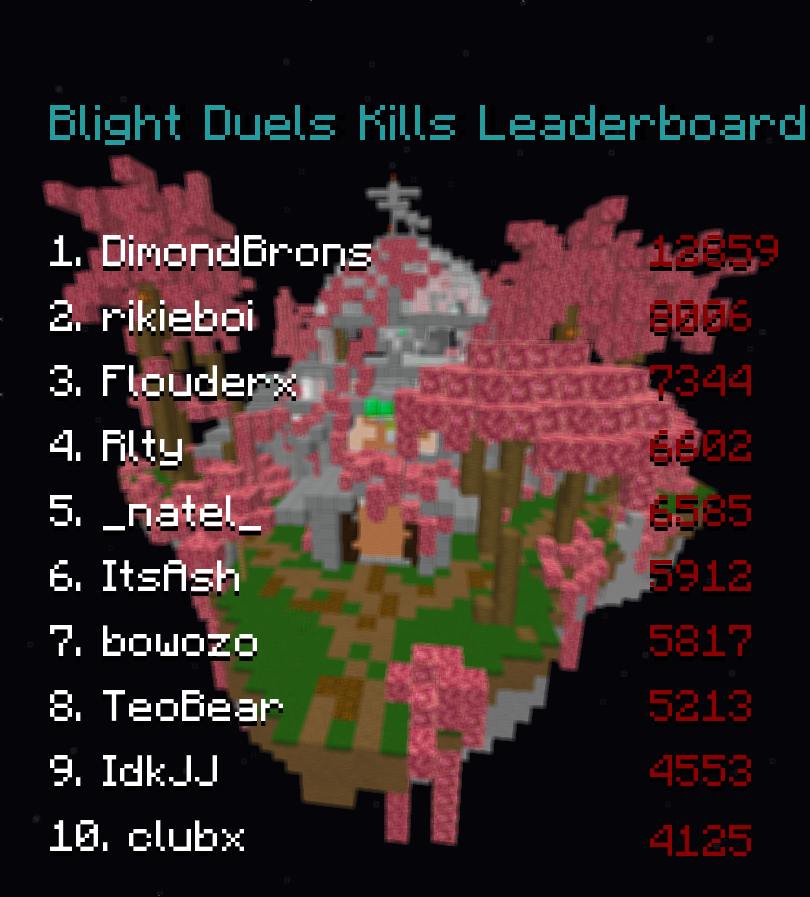 Blight Duels Kills Leaderboard
1. DimondBrons 12859
2. rikieboi 8006
3. Flouderx 7344
4. Alty 6602
5. _natel_ 6585
6. ItsAsh 5912
7. bowozo 5817
8. TeoBear 5213
9. IdkJJ 4553
10. clubx 4125